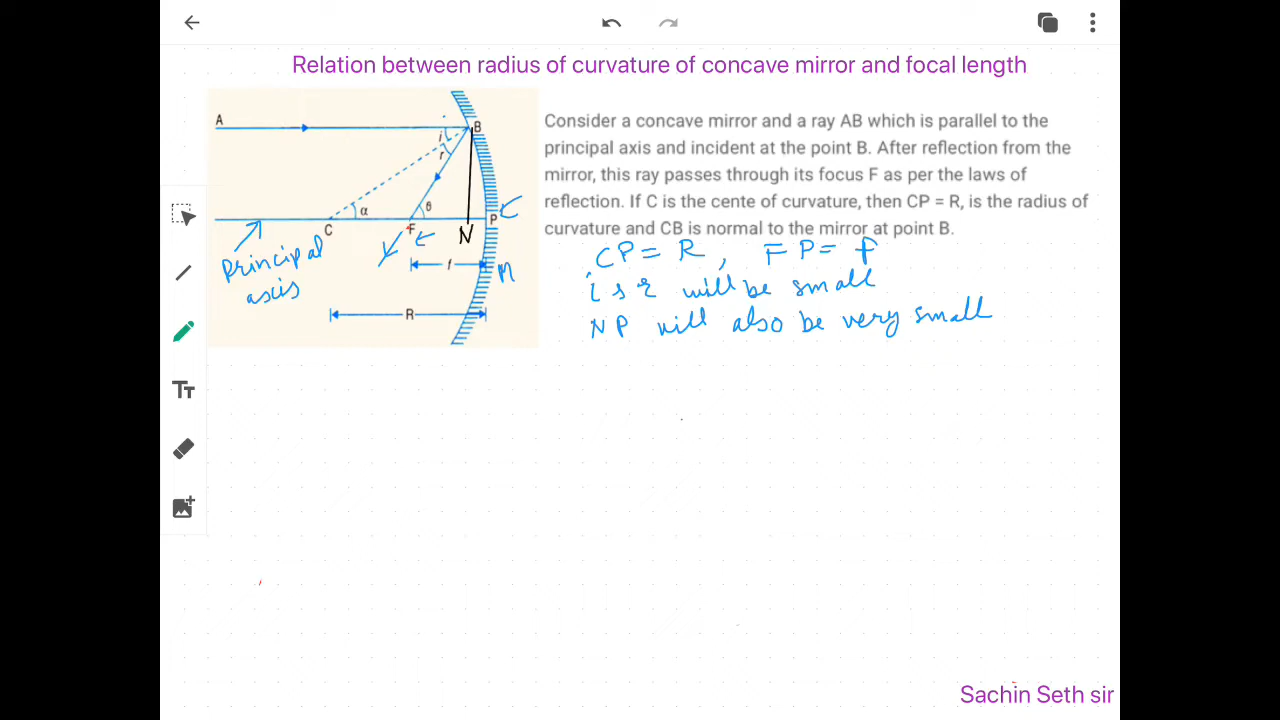 Relation between radius of curvature of concave mirror and focal length
A
B
i
r
α
θ
C
F
N
P
M
f
R
Principal
axis
Consider a concave mirror and a ray AB which is parallel to the
principal axis and incident at the point B. After reflection from the
mirror, this ray passes through its focus F as per the laws of
reflection. If C is the cente of curvature, then CP = R, is the radius of
curvature and CB is normal to the mirror at point B.
CP = R , FP = f
i & r will be small
NP will also be very small
Tт
Sachin Seth sir